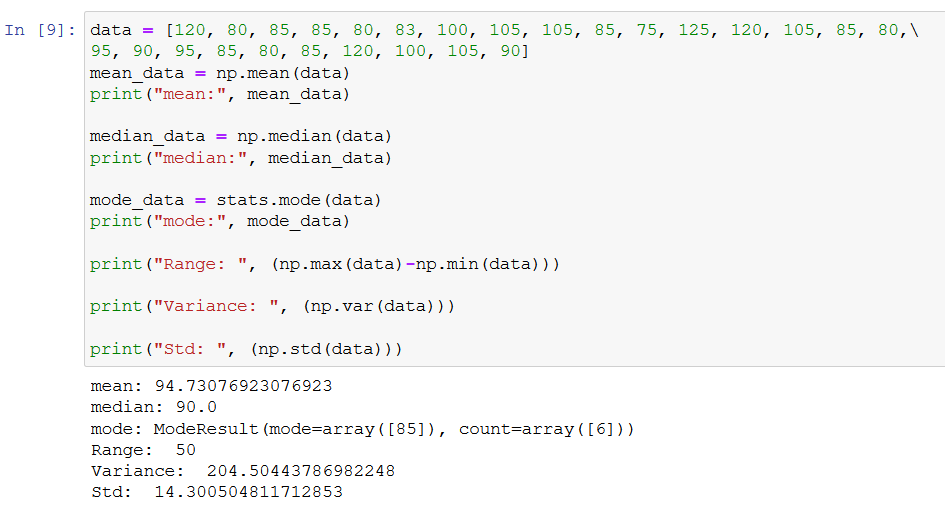 In [9]: data = [120, 80, 85, 85, 80, 83, 100, 105, 105, 85, 75, 125, 120, 105, 85, 80,\
95, 90, 95, 85, 80, 85, 120, 100, 105, 90]
mean_data = np.mean(data)
print("mean:", mean_data)
median_data = np.median(data)
print("median:", median_data)
mode_data = stats.mode(data)
print("mode:", mode_data)
print("Range: ", (np.max(data)-np.min(data)))
print("Variance: ", (np.var(data)))
print("Std: ", (np.std(data)))
mean: 94.73076923076923
median: 90.0
mode: ModeResult(mode=array([85]), count=array([6]))
Range:  50
Variance:  204.50443786982248
Std:  14.300504811712853